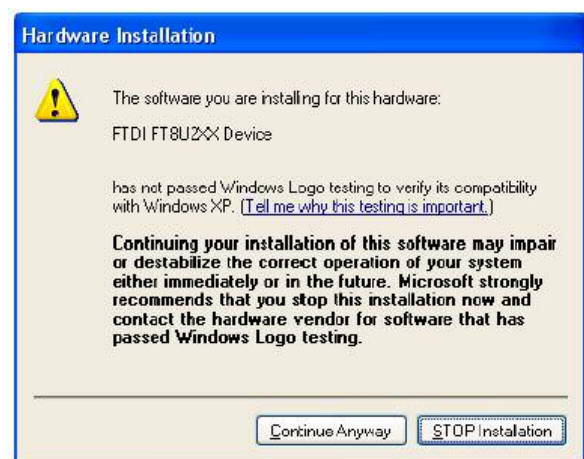 Hardware Installation
The software you are installing for this hardware:
FTDI FT8U2XX Device
has not passed Windows Logo testing to verify its compatibility
with Windows XP. (Tell me why this testing is important.)
Continuing your installation of this software may impair
or destabilize the correct operation of your system
either immediately or in the future. Microsoft strongly
recommends that you stop this installation now and
contact the hardware vendor for software that has
passed Windows Logo testing.
Continue Anyway
STOP Installation